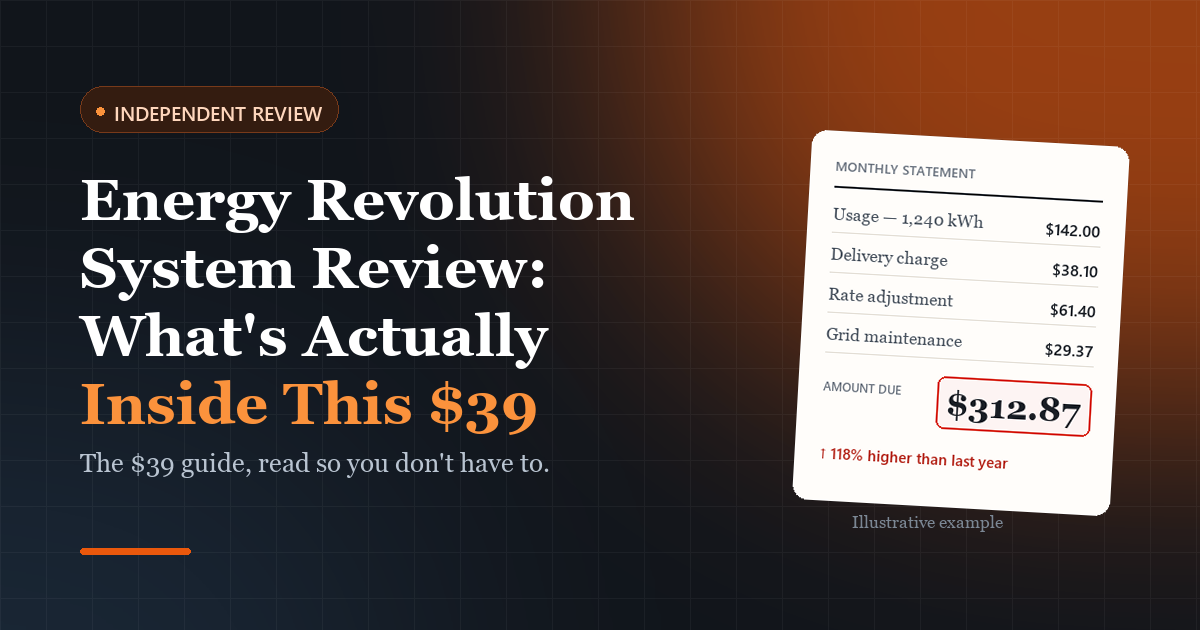 INDEPENDENT REVIEW
Energy Revolution
System Review:
What's Actually
Inside This $39
The $39 guide, read so you don't have to.
MONTHLY STATEMENT
Usage — 1,240 kWh $142.00
Delivery charge $38.10
Rate adjustment $61.40
Grid maintenance $29.37
AMOUNT DUE $312.87
↑ 118% higher than last year
Illustrative example